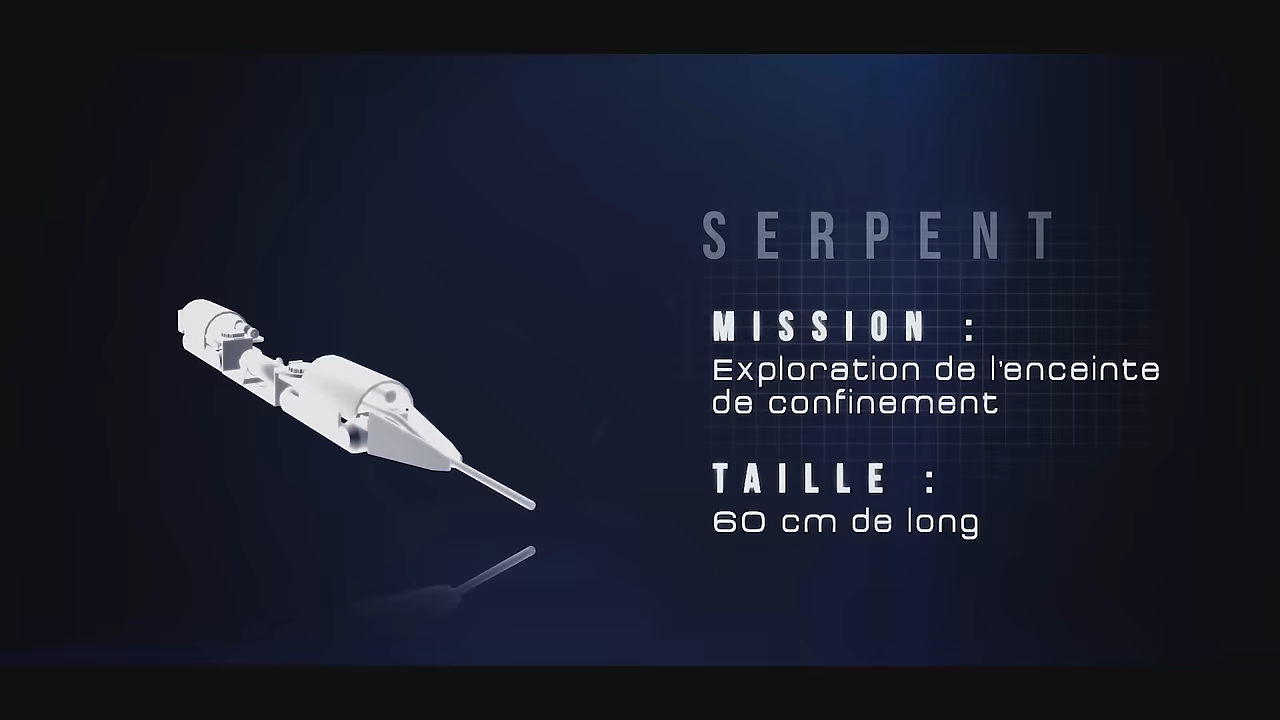 SERPENT
MISSION :
Exploration de l'enceinte
de confinement
TAILLE :
60 cm de long